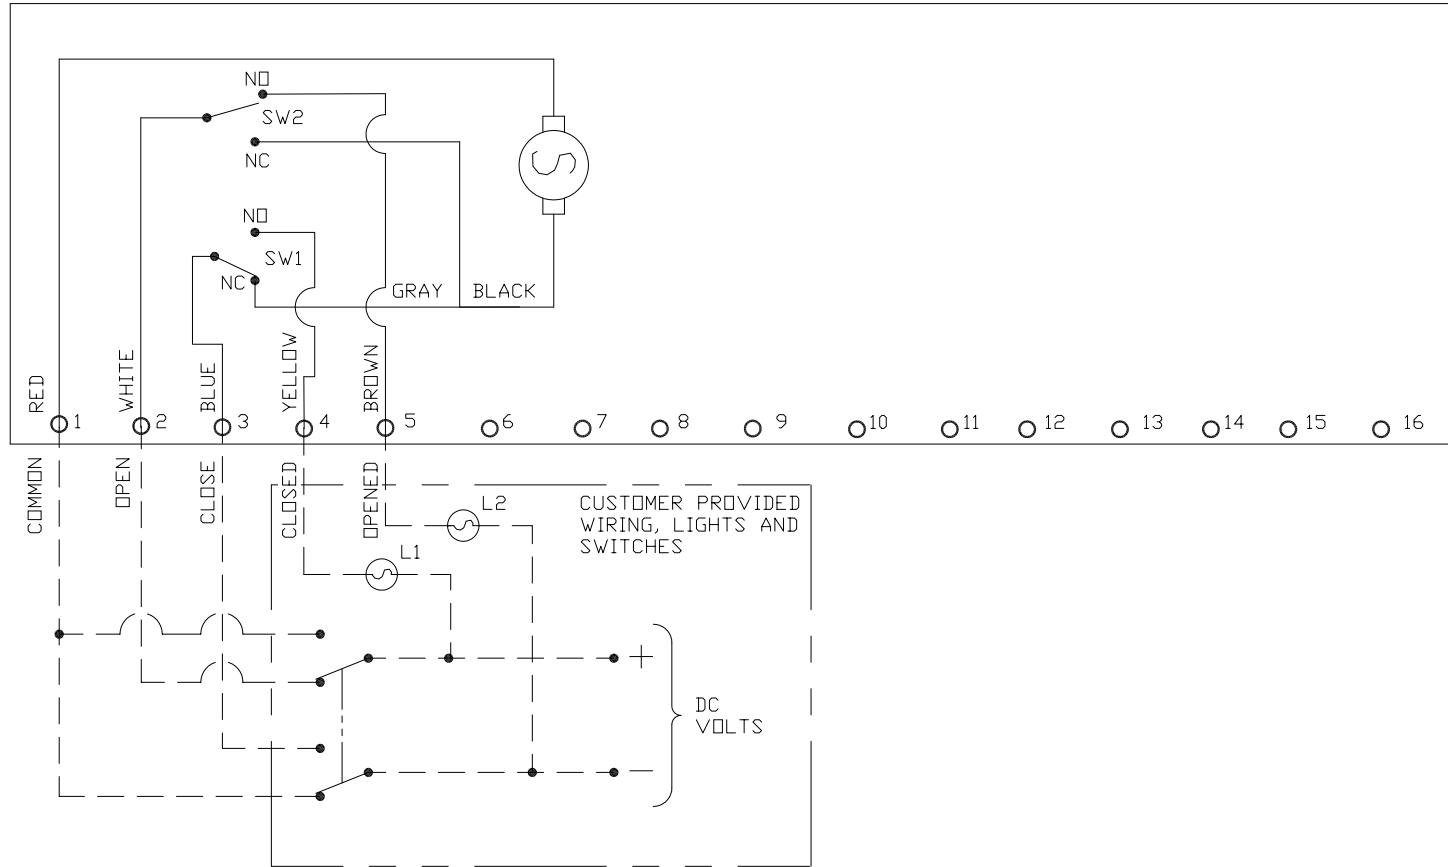 NO
SW2
NC
NO
SW1
NC
GRAY
BLACK
RED
WHITE
BLUE
YELLOW
BROWN
1
2
3
4
5
6
7
8
9
10
11
12
13
14
15
16
COMMON
OPEN
CLOSE
CLOSED
OPENED
L2
CUSTOMER PROVIDED
WIRING, LIGHTS AND
SWITCHES
L1
+
DC
VOLTS
—